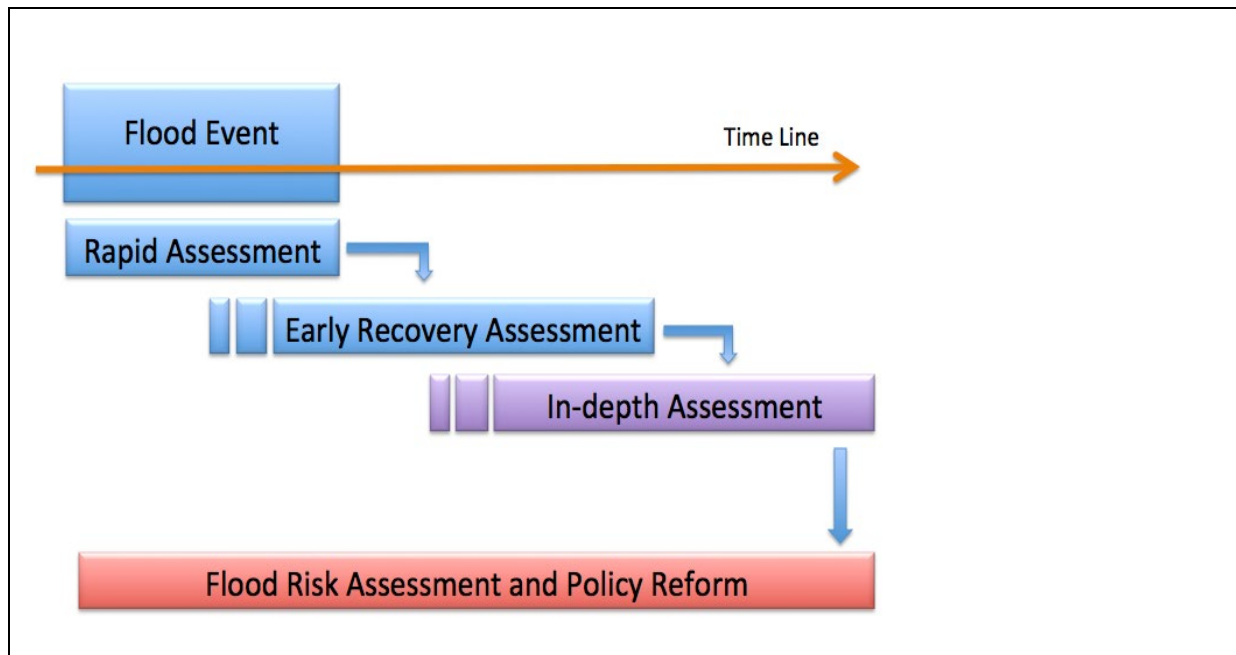 Flood Event
Time Line
Rapid Assessment
Early Recovery Assessment
In-depth Assessment
Flood Risk Assessment and Policy Reform